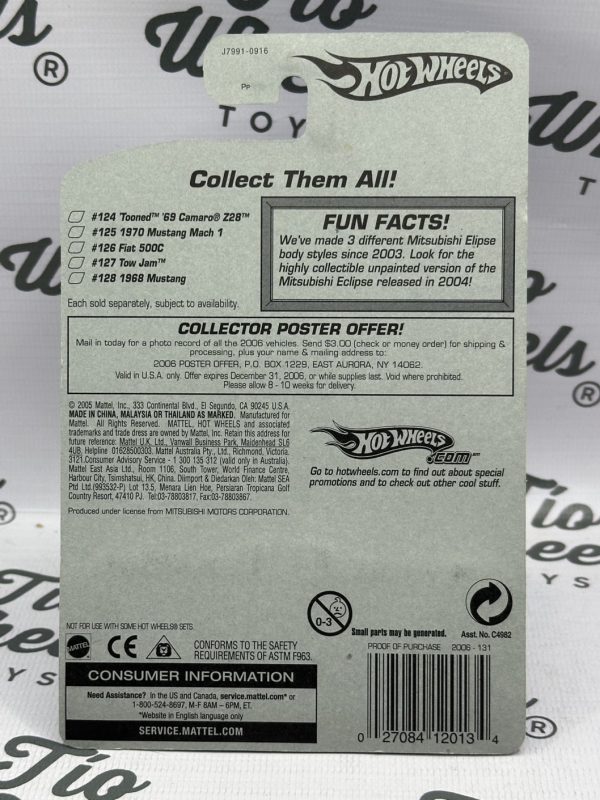 J7991-0916
Pp
HOT WHEELS
Collect Them All!
#124 'Tooned™ '69 Camaro® Z28™
#125 1970 Mustang Mach 1
#126 Fiat 500C
#127 Tow Jam™
#128 1968 Mustang
Each sold separately, subject to availability.
FUN FACTS!
We've made 3 different Mitsubishi Elipse
body styles since 2003. Look for the
highly collectible unpainted version of the
Mitsubishi Eclipse released in 2004!
COLLECTOR POSTER OFFER!
Mail in today for a photo record of all the 2006 vehicles. Send $3.00 (check or money order) for shipping &
processing, plus your name & mailing address to:
2006 POSTER OFFER, P.O. BOX 1229, EAST AURORA, NY 14052.
Valid in U.S.A. only. Offer expires December 31, 2006, or while supplies last. Void where prohibited.
Please allow 8 - 10 weeks for delivery.
© 2005 Mattel, Inc., 333 Continental Blvd., El Segundo, CA 90245 U.S.A.
MADE IN CHINA, MALAYSIA OR THAILAND AS MARKED. Manufactured for
Mattel. All Rights Reserved. MATTEL, HOT WHEELS and associated
trademarks and trade dress are owned by Mattel, Inc. Retain this address for
future reference: Mattel U.K. Ltd., Vanwall Business Park, Maidenhead SL6
4UB. Helpline 01628500303. Mattel Australia Pty., Ltd., Richmond, Victoria.
3121.Consumer Advisory Service - 1 300 135 312 (valid only in Australia).
Mattel East Asia Ltd., Room 1106, South Tower, World Finance Centre,
Harbour City, Tsimshatsui, HK, China. Diimport & Diedarkan Oleh: Mattel SEA
Ptd Ltd.(993532-P) Lot 13.5, Menara Lien Hoe, Persiaran Tropicana Golf
Country Resort, 47410 PJ. Tel:03-78803817, Fax:03-78803867.
Produced under license from MITSUBISHI MOTORS CORPORATION.
HOT WHEELS
.COM
Go to hotwheels.com to find out about special
promotions and to check out other cool stuff.
0-3
Small parts may be generated.
Asst. No. C4982
NOT FOR USE WITH SOME HOT WHEELS® SETS.
MATTEL
CE
CONFORMS TO THE SAFETY
REQUIREMENTS OF ASTM F963.
PROOF OF PURCHASE 2006 - 131
CONSUMER INFORMATION
Need Assistance? In the US and Canada, service.mattel.com* or
1-800-524-8697, M-F 8AM – 6PM, ET.
*Website in English language only
SERVICE.MATTEL.COM
0 27084 12013 4
Tio
Wheels
TOYS
®